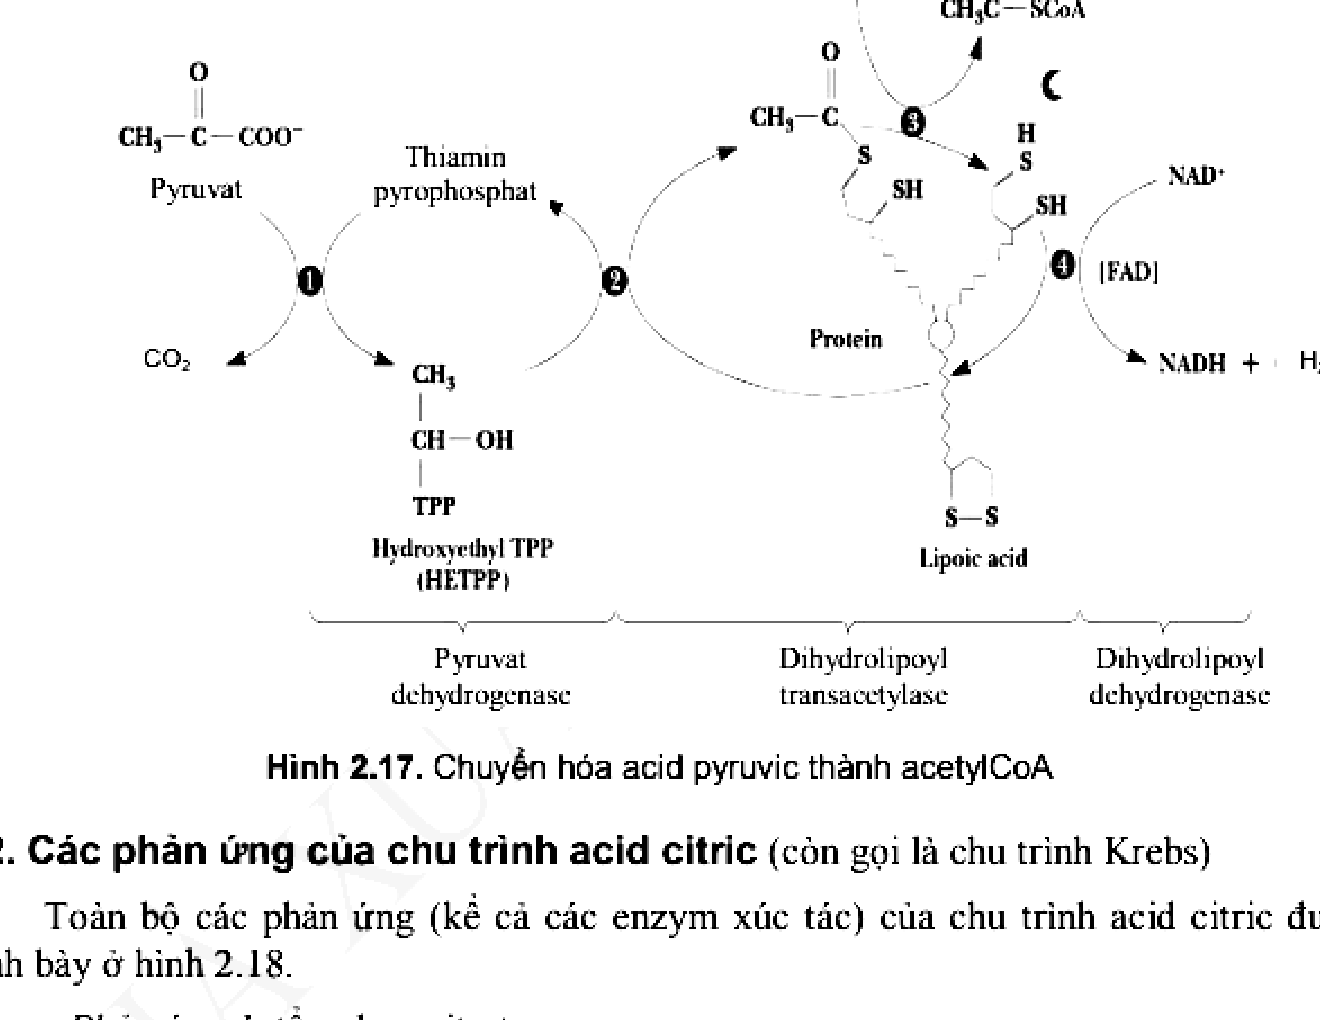 CH₃C—SCoA
O
O
CH₃—C—COO⁻
CH₃—C
3
H
S
S
Thiamin
pyrophosphat
Pyruvat
SH
SH
NAD⁺
1
2
4
[FAD]
Protein
CO₂
CH₃
NADH +
CH—OH
TPP
S—S
Hydroxyethyl TPP
(HETPP)
Lipoic acid
Pyruvat
dehydrogenase
Dihydrolipoyl
transacetylase
Dihydrolipoyl
dehydrogenase
Hình 2.17. Chuyển hóa acid pyruvic thành acetylCoA
2. Các phản ứng của chu trình acid citric (còn gọi là chu trình Krebs)
Toàn bộ các phản ứng (kể cả các enzym xúc tác) của chu trình acid citric
bày ở hình 2.18.